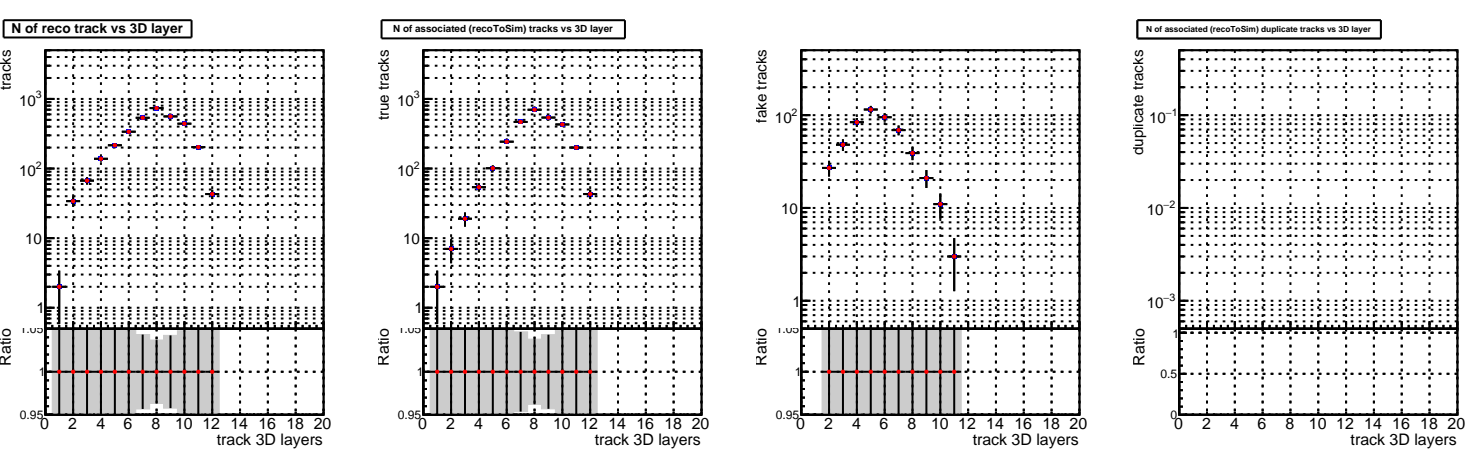 N of reco track vs 3D layer
tracks
10³
10²
10
1
Ratio
1.05
1
0.95
0 2 4 6 8 10 12 14 16 18 20
track 3D layers
N of associated (recoToSim) tracks vs 3D layer
true tracks
10³
10²
10
1
Ratio
1.05
1
0.95
0 2 4 6 8 10 12 14 16 18 20
track 3D layers
fake tracks
10²
10
1
Ratio
1.05
1
0.95
0 2 4 6 8 10 12 14 16 18 20
track 3D layers
N of associated (recoToSim) duplicate tracks vs 3D layer
duplicate tracks
10⁻¹
10⁻²
10⁻³
Ratio
1
0.5
0
0 2 4 6 8 10 12 14 16 18 20
track 3D layers